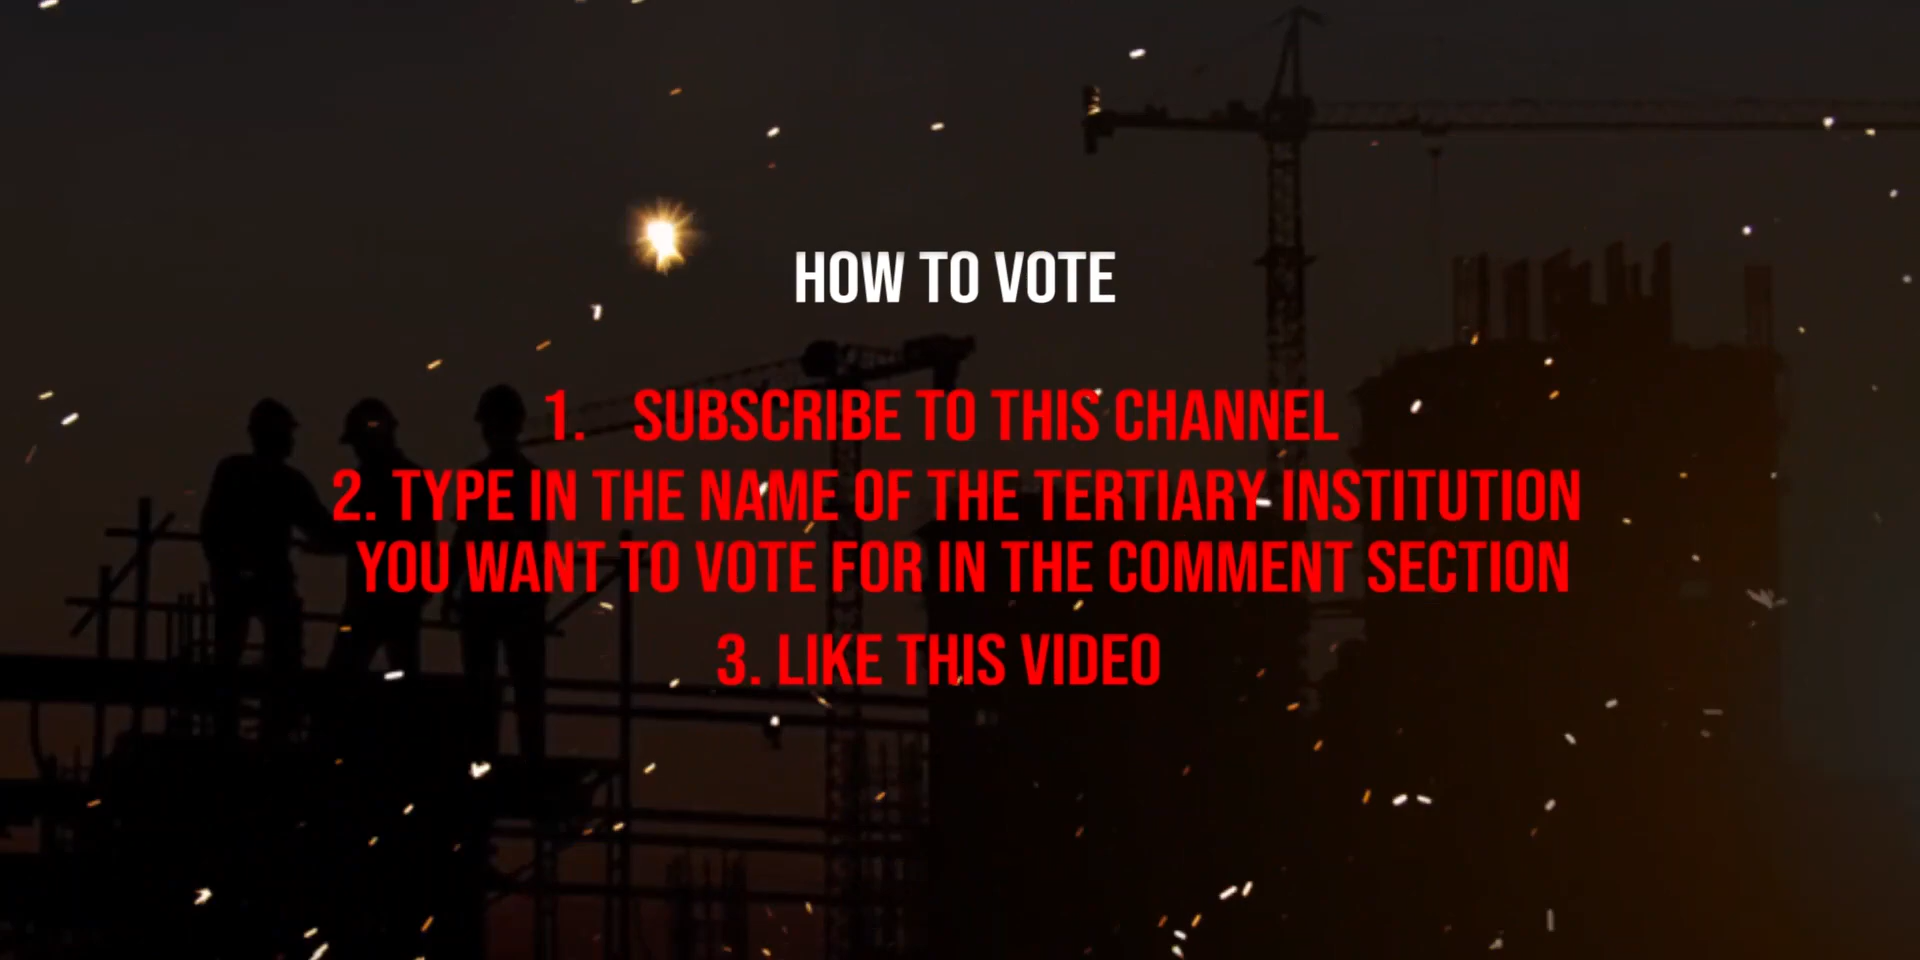 HOW TO VOTE
1. SUBSCRIBE TO THIS CHANNEL
2. TYPE IN THE NAME OF THE TERTIARY INSTITUTION
YOU WANT TO VOTE FOR IN THE COMMENT SECTION
3. LIKE THIS VIDEO